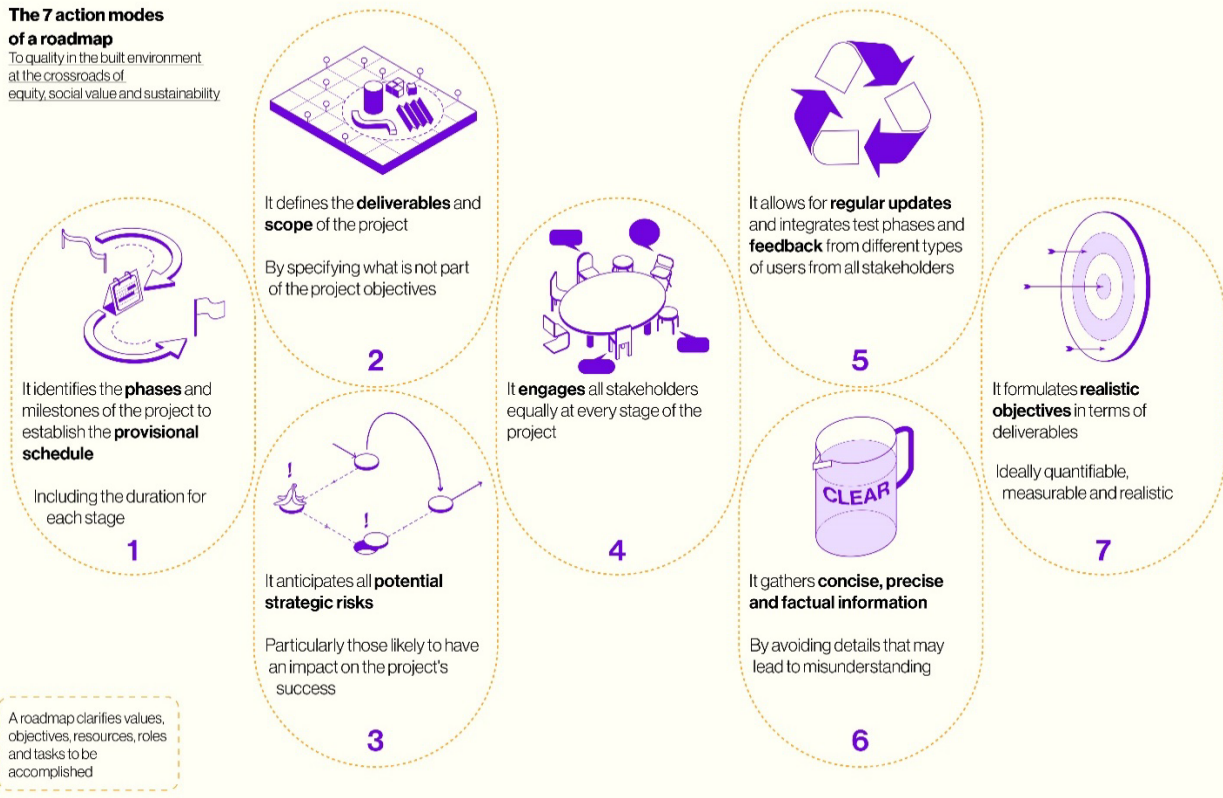 The 7 action modes
of a roadmap
To quality in the built environment
at the crossroads of
equity, social value and sustainability
It identifies the phases and
milestones of the project to
establish the provisional
schedule
Including the duration for
each stage
1
It defines the deliverables and
scope of the project
By specifying what is not part
of the project objectives
2
!
!
It anticipates all potential
strategic risks
Particularly those likely to have
an impact on the project's
success
3
It engages all stakeholders
equally at every stage of the
project
4
It allows for regular updates
and integrates test phases and
feedback from different types
of users from all stakeholders
5
CLEAR
It gathers concise, precise
and factual information
By avoiding details that may
lead to misunderstanding
6
It formulates realistic
objectives in terms of
deliverables
Ideally quantifiable,
measurable and realistic
7
A roadmap clarifies values,
objectives, resources, roles
and tasks to be
accomplished